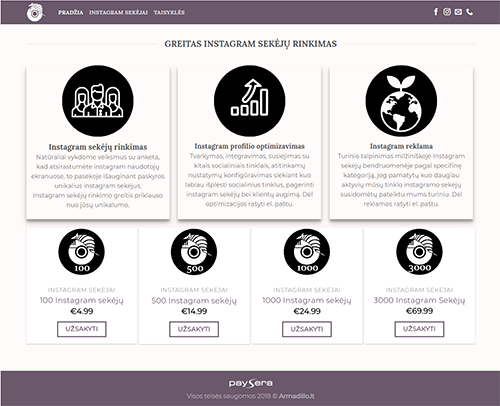 PRADŽIA INSTAGRAM SEKĖJAI TAISYKLĖS
GREITAS INSTAGRAM SEKĖJŲ RINKIMAS
Instagram sekėjų rinkimas
Natūraliai vykdome veiksmus su anketa,
kad atsirastumėte instagram naudotojų
ekranuose, to pasekoje išauginant paskyros
unikalius instagram sekėjus.
Instagram sekėjų rinkimo greitis priklauso
nuo jūsų unikalumo.
Instagram profilio optimizavimas
Tvarkymas, integravimas, susiejimas su
kitais socialiniais tinklais, atitinkamų
nustatymų konfigūravimas siekiant kuo
labiau išplėsti socialinius tinklus, pagerinti
instagram sekėjų bei klientų augimą. Dėl
optimizacijos rašyti el. paštu.
Instagram reklama
Turinio talpinimas milžiniškoje Instagram
sekėjų bendruomenėje pagal specifinę
kategoriją, jog pamatytų kuo daugiau
aktyvių mūsų tinklo instagramo sekėjų
susidomėtų pateiktu mums turiniu. Dėl
reklamos rašyti el. paštu.
100
INSTAGRAM SEKĖJAI
100 Instagram sekėjų
€4.99
UŽSAKYTI
500
INSTAGRAM SEKĖJAI
500 Instagram sekėjų
€14.99
UŽSAKYTI
1000
INSTAGRAM SEKĖJAI
1000 Instagram sekėjų
€24.99
UŽSAKYTI
3000
INSTAGRAM SEKĖJAI
3000 Instagram sekėjų
€69.99
UŽSAKYTI
paysera
Visos teisės saugomos 2018 © Armadillo.lt